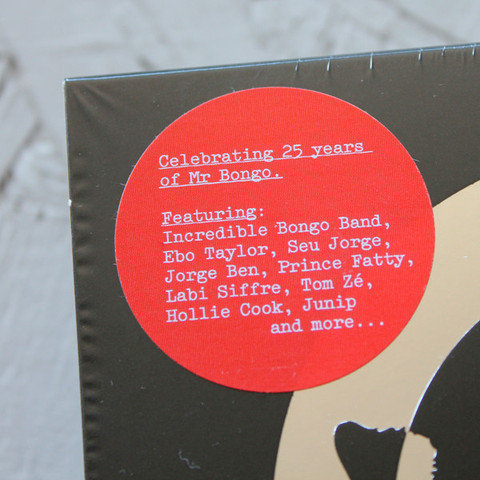 Celebrating 25 years
of Mr Bongo.
Featuring:
Incredible Bongo Band,
Ebo Taylor, Seu Jorge,
Jorge Ben, Prince Fatty,
Labi Siffre, Tom Zé,
Hollie Cook, Junip
and more...